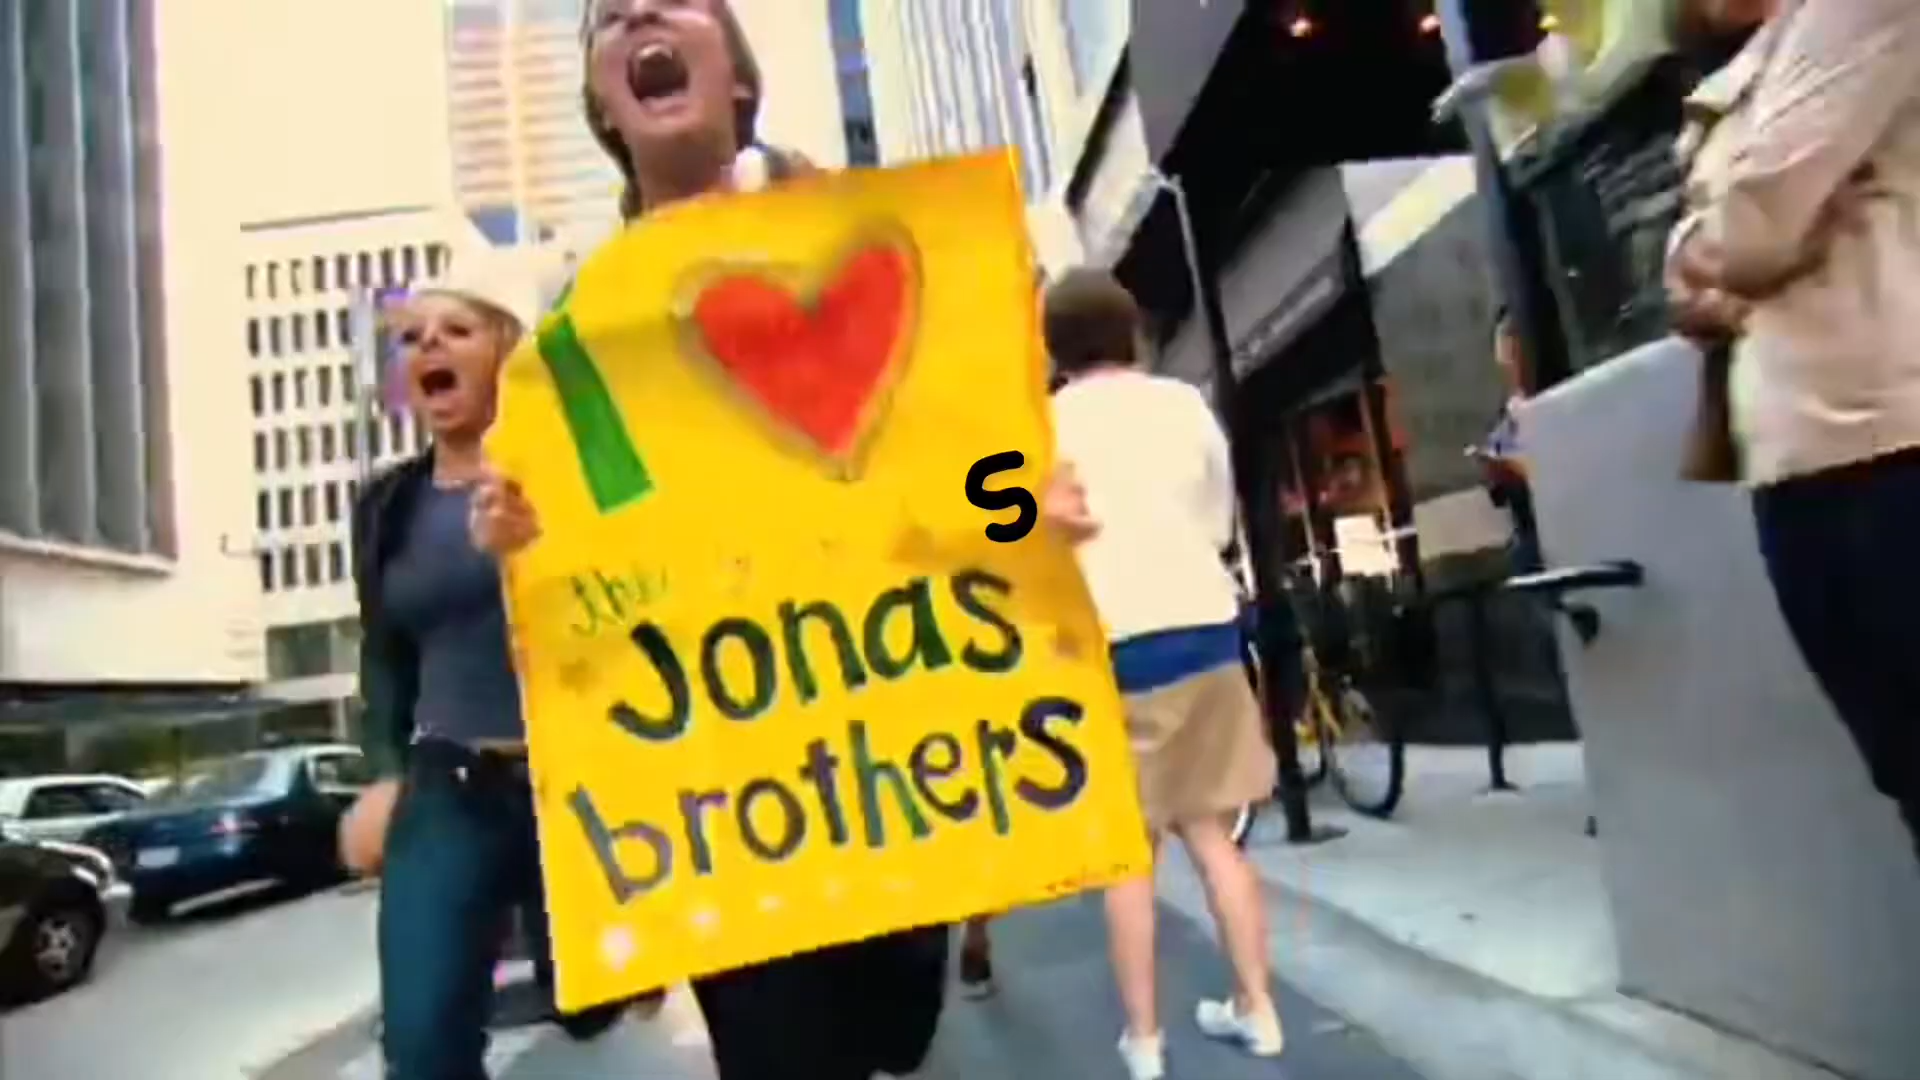 I ❤
S
the
Jonas
brothers